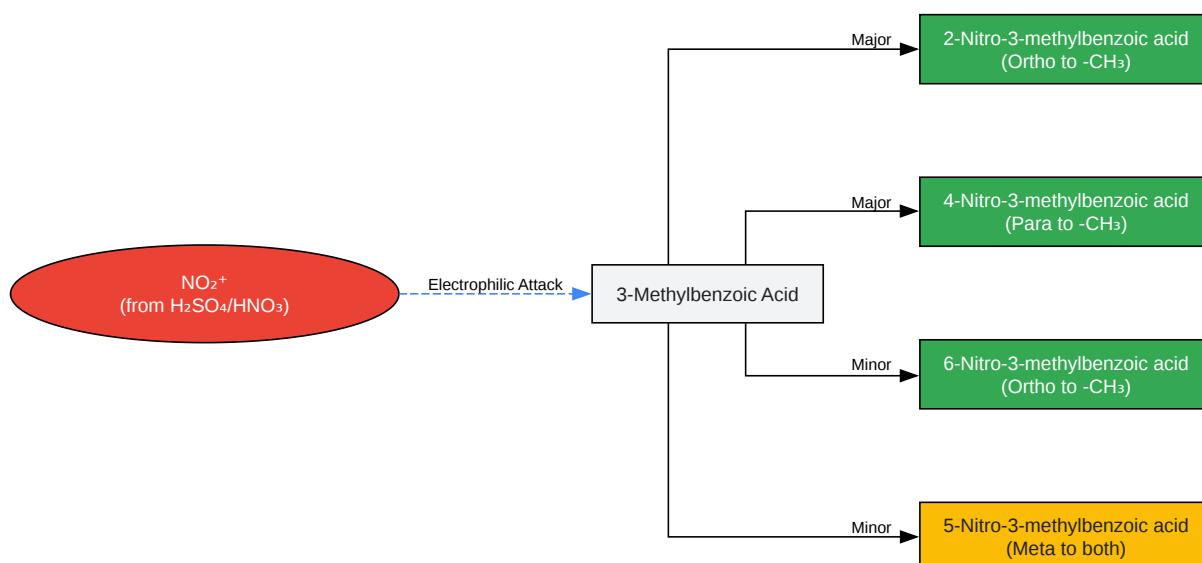 Major
2-Nitro-3-methylbenzoic acid
(Ortho to -CH₃)
Major
4-Nitro-3-methylbenzoic acid
(Para to -CH₃)
NO₂⁺
(from H₂SO₄/HNO₃)
Electrophilic Attack
3-Methylbenzoic Acid
Minor
6-Nitro-3-methylbenzoic acid
(Ortho to -CH₃)
Minor
5-Nitro-3-methylbenzoic acid
(Meta to both)